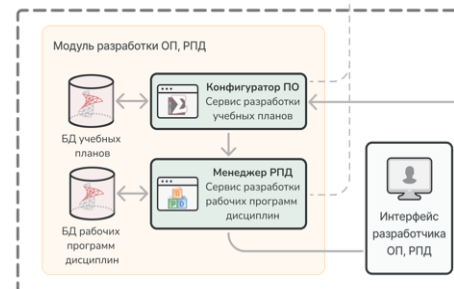 Модуль разработки ОП, РПД
Конфигуратор ПО
Сервис разработки
учебных планов
БД учебных
планов
Менеджер РПД
Сервис разработки
рабочих программ
дисциплин
БД рабочих
программ
дисциплин
Интерфейс
разработчика
ОП, РПД